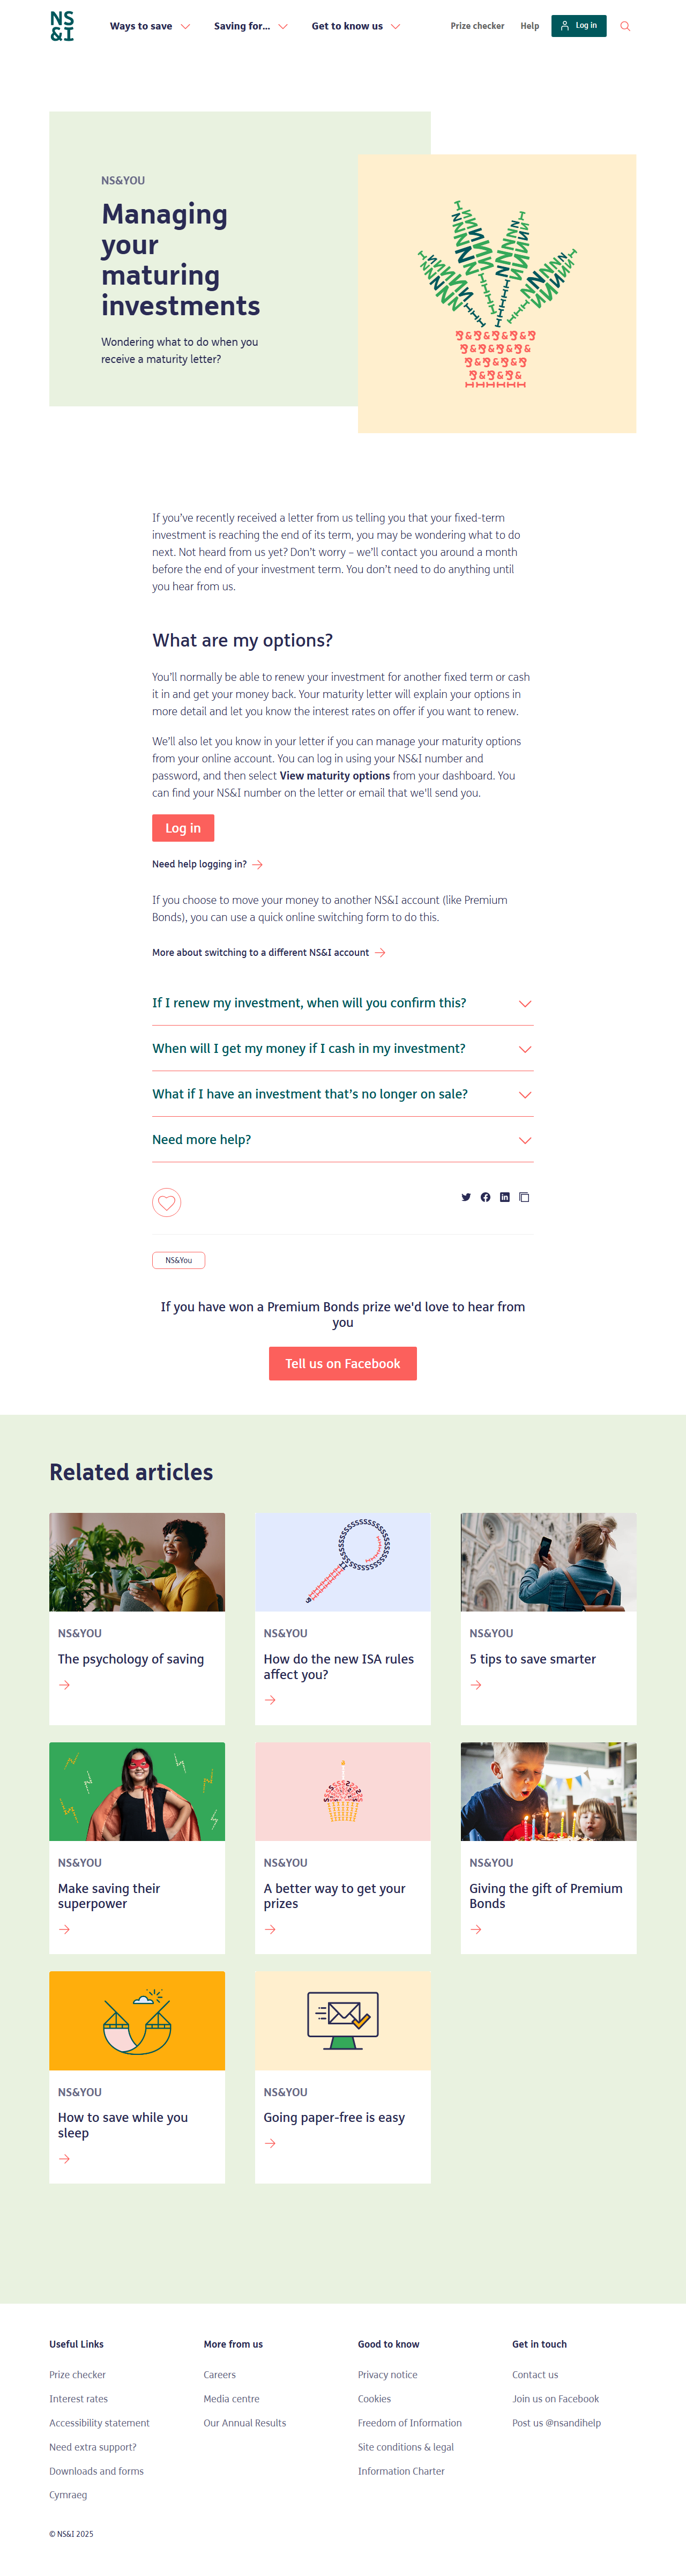 NS
&I
Ways to save
Saving for...
Get to know us
Prize checker
Help
Log in
NS&YOU
Managing
your
maturing
investments
Wondering what to do when you
receive a maturity letter?
If you’ve recently received a letter from us telling you that your fixed-term
investment is reaching the end of its term, you may be wondering what to do
next. Not heard from us yet? Don’t worry – we’ll contact you around a month
before the end of your investment term. You don’t need to do anything until
you hear from us.
What are my options?
You’ll normally be able to renew your investment for another fixed term or cash
it in and get your money back. Your maturity letter will explain your options in
more detail and let you know the interest rates on offer if you want to renew.
We’ll also let you know in your letter if you can manage your maturity options
from your online account. You can log in using your NS&I number and
password, and then select View maturity options from your dashboard. You
can find your NS&I number on the letter or email that we’ll send you.
Log in
Need help logging in?
If you choose to move your money to another NS&I account (like Premium
Bonds), you can use a quick online switching form to do this.
More about switching to a different NS&I account
If I renew my investment, when will you confirm this?
When will I get my money if I cash in my investment?
What if I have an investment that’s no longer on sale?
Need more help?
NS&You
If you have won a Premium Bonds prize we'd love to hear from
you
Tell us on Facebook
Related articles
NS&YOU
The psychology of saving
NS&YOU
How do the new ISA rules
affect you?
NS&YOU
5 tips to save smarter
NS&YOU
Make saving their
superpower
NS&YOU
A better way to get your
prizes
NS&YOU
Giving the gift of Premium
Bonds
NS&YOU
How to save while you
sleep
NS&YOU
Going paper-free is easy
Useful Links
Prize checker
Interest rates
Accessibility statement
Need extra support?
Downloads and forms
Cymraeg
More from us
Careers
Media centre
Our Annual Results
Good to know
Privacy notice
Cookies
Freedom of Information
Site conditions & legal
Information Charter
Get in touch
Contact us
Join us on Facebook
Post us @nsandihelp
© NS&I 2025